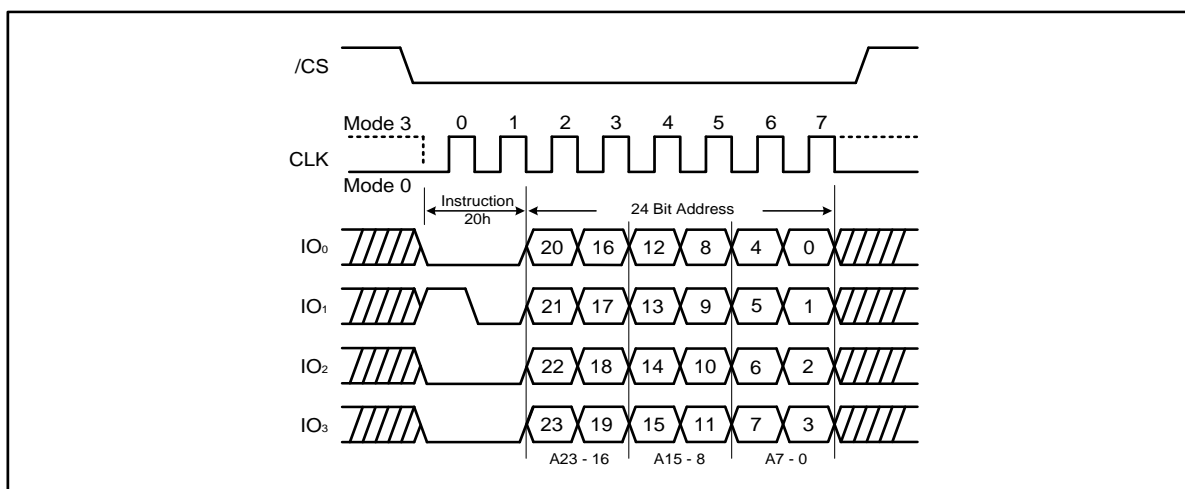 /CS
Mode 3 0 1 2 3 4 5 6 7
CLK
Mode 0
Instruction 24 Bit Address
20h
IO₀ 20 16 12 8 4 0
IO₁ 21 17 13 9 5 1
IO₂ 22 18 14 10 6 2
IO₃ 23 19 15 11 7 3
A23 - 16 A15 - 8 A7 - 0